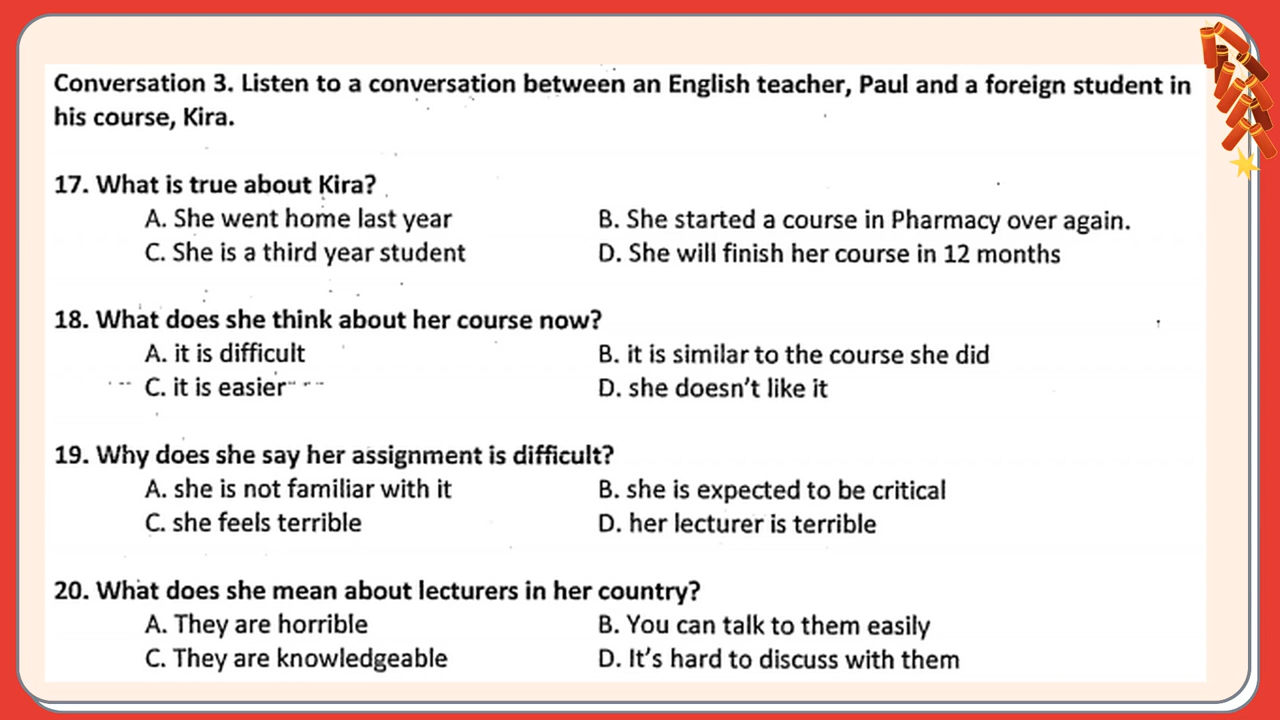 Conversation 3. Listen to a conversation between an English teacher, Paul and a foreign student in
his course, Kira.
17. What is true about Kira?
A. She went home last year B. She started a course in Pharmacy over again.
C. She is a third year student D. She will finish her course in 12 months
18. What does she think about her course now?
A. it is difficult B. it is similar to the course she did
C. it is easier D. she doesn't like it
19. Why does she say her assignment is difficult?
A. she is not familiar with it B. she is expected to be critical
C. she feels terrible D. her lecturer is terrible
20. What does she mean about lecturers in her country?
A. They are horrible B. You can talk to them easily
C. They are knowledgeable D. It's hard to discuss with them